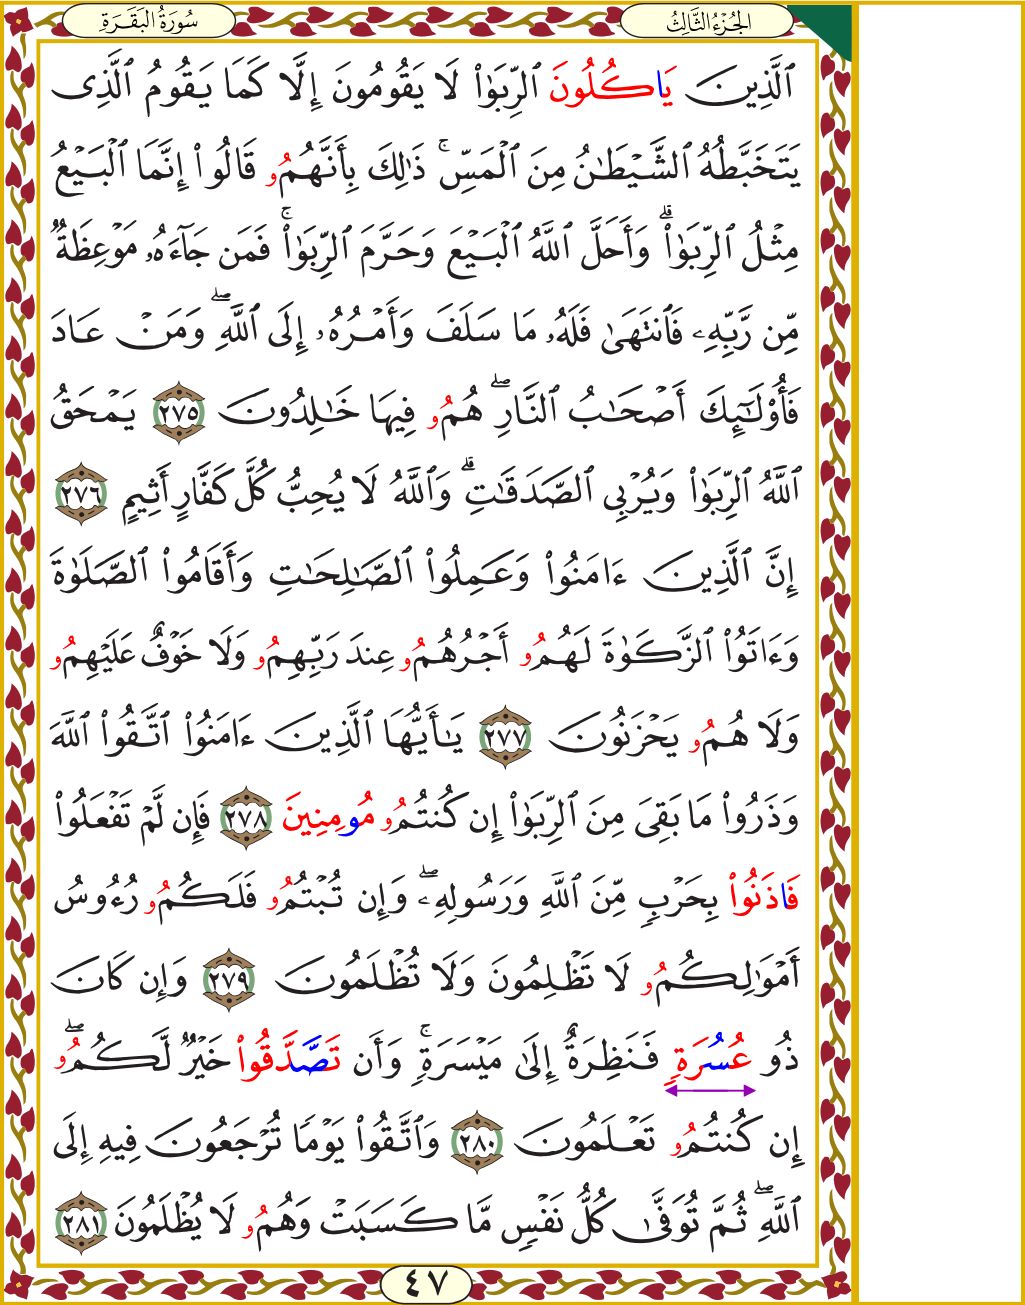 الجُزْءُ الثَّالِثُ
سُورَةُ البَقَرَةِ
ٱلَّذِينَ يَاكُلُونَ ٱلرِّبَوٰا۟ لَا يَقُومُونَ إِلَّا كَمَا يَقُومُ ٱلَّذِى
يَتَخَبَّطُهُ ٱلشَّيْطَـٰنُ مِنَ ٱلْمَسِّ ۚ ذَٰلِكَ بِأَنَّهُمُۥ قَالُوٓا۟ إِنَّمَا ٱلْبَيْعُ
مِثْلُ ٱلرِّبَوٰا۟ ۗ وَأَحَلَّ ٱللَّهُ ٱلْبَيْعَ وَحَرَّمَ ٱلرِّبَوٰا۟ ۚ فَمَن جَآءَهُۥ مَوْعِظَةٌ
مِّن رَّبِّهِۦ فَٱنتَهَىٰ فَلَهُۥ مَا سَلَفَ وَأَمْرُهُۥٓ إِلَى ٱللَّهِ ۖ وَمَنْ عَادَ
فَأُو۟لَـٰٓئِكَ أَصْحَـٰبُ ٱلنَّارِ ۖ هُمُۥ فِيهَا خَـٰلِدُونَ ٢٧٥ يَمْحَقُ
ٱللَّهُ ٱلرِّبَوٰا۟ وَيُرْبِى ٱلصَّدَقَـٰتِ ۗ وَٱللَّهُ لَا يُحِبُّ كُلَّ كَفَّارٍ أَثِيمٍ ٢٧٦
إِنَّ ٱلَّذِينَ ءَامَنُوا۟ وَعَمِلُوا۟ ٱلصَّـٰلِحَـٰتِ وَأَقَامُوا۟ ٱلصَّلَوٰةَ
وَءَاتَوُا۟ ٱلزَّكَوٰةَ لَهُمُۥ أَجْرُهُمُۥ عِندَ رَبِّهِمُۥ وَلَا خَوْفٌ عَلَيْهِمُۥ
وَلَا هُمُۥ يَحْزَنُونَ ٢٧٧ يَـٰٓأَيُّهَا ٱلَّذِينَ ءَامَنُوا۟ ٱتَّقُوا۟ ٱللَّهَ
وَذَرُوا۟ مَا بَقِىَ مِنَ ٱلرِّبَوٰٓا۟ إِن كُنتُمُۥ مُومِنِينَ ٢٧٨ فَإِن لَّمْ تَفْعَلُوا۟
فَاذَنُوا۟ بِحَرْبٍ مِّنَ ٱللَّهِ وَرَسُولِهِۦ ۖ وَإِن تُبْتُمُۥ فَلَكُمُۥ رُءُوسُ
أَمْوَٰلِكُمُۥ لَا تَظْلِمُونَ وَلَا تُظْلَمُونَ ٢٧٩ وَإِن كَانَ
ذُو عُسُرَةٍ فَنَظِرَةٌ إِلَىٰ مَيْسَرَةٍ ۚ وَأَن تَصَّدَّقُوا۟ خَيْرٌ لَّكُمُۥ ۖ
إِن كُنتُمُۥ تَعْلَمُونَ ٢٨٠ وَٱتَّقُوا۟ يَوْمًا تُرْجَعُونَ فِيهِ إِلَى
ٱللَّهِ ۖ ثُمَّ تُوَفَّىٰ كُلُّ نَفْسٍ مَّا كَسَبَتْ وَهُمُۥ لَا يُظْلَمُونَ ٢٨١
٤٧